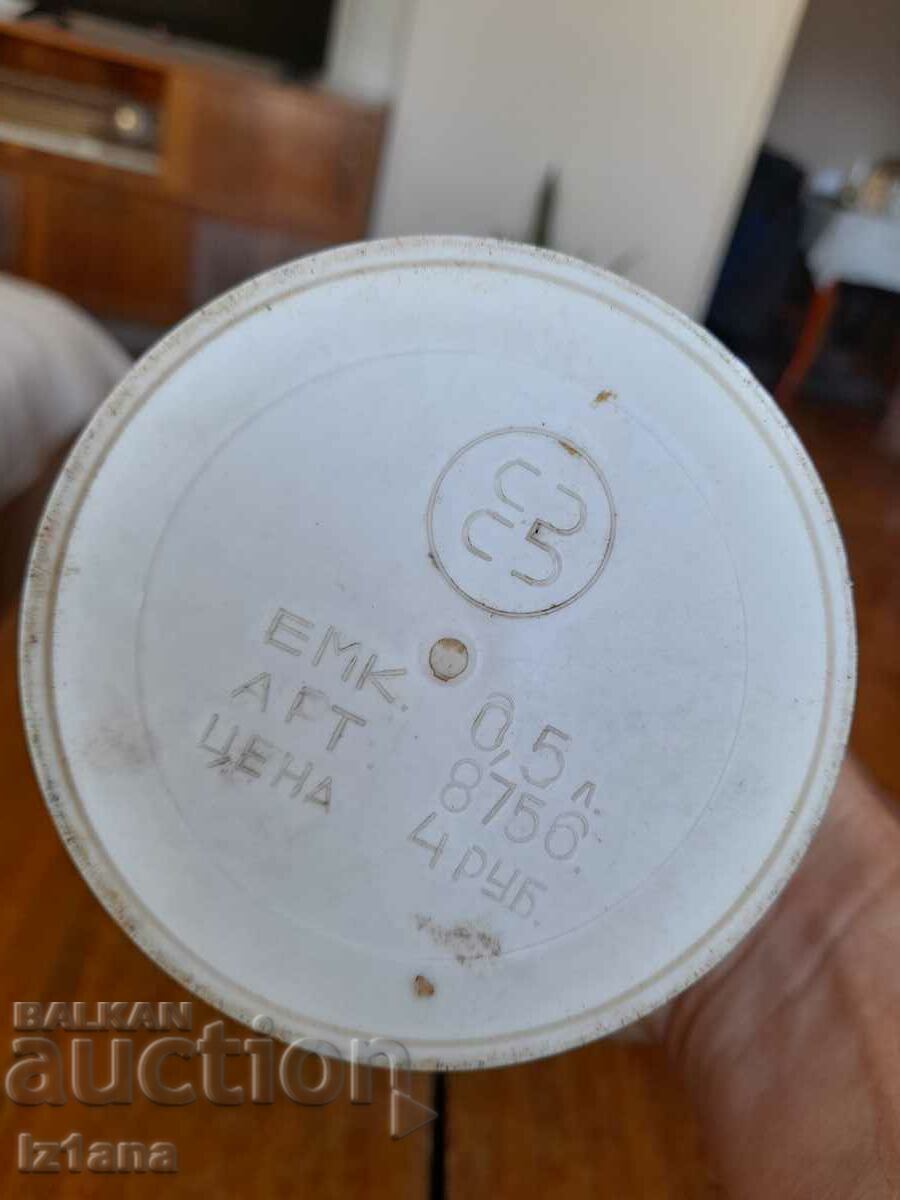 ЕМК. 0,5 л.
АРТ 8756.
ЦЕНА 4 РУБ.
BALKAN
auction
Iz1ana